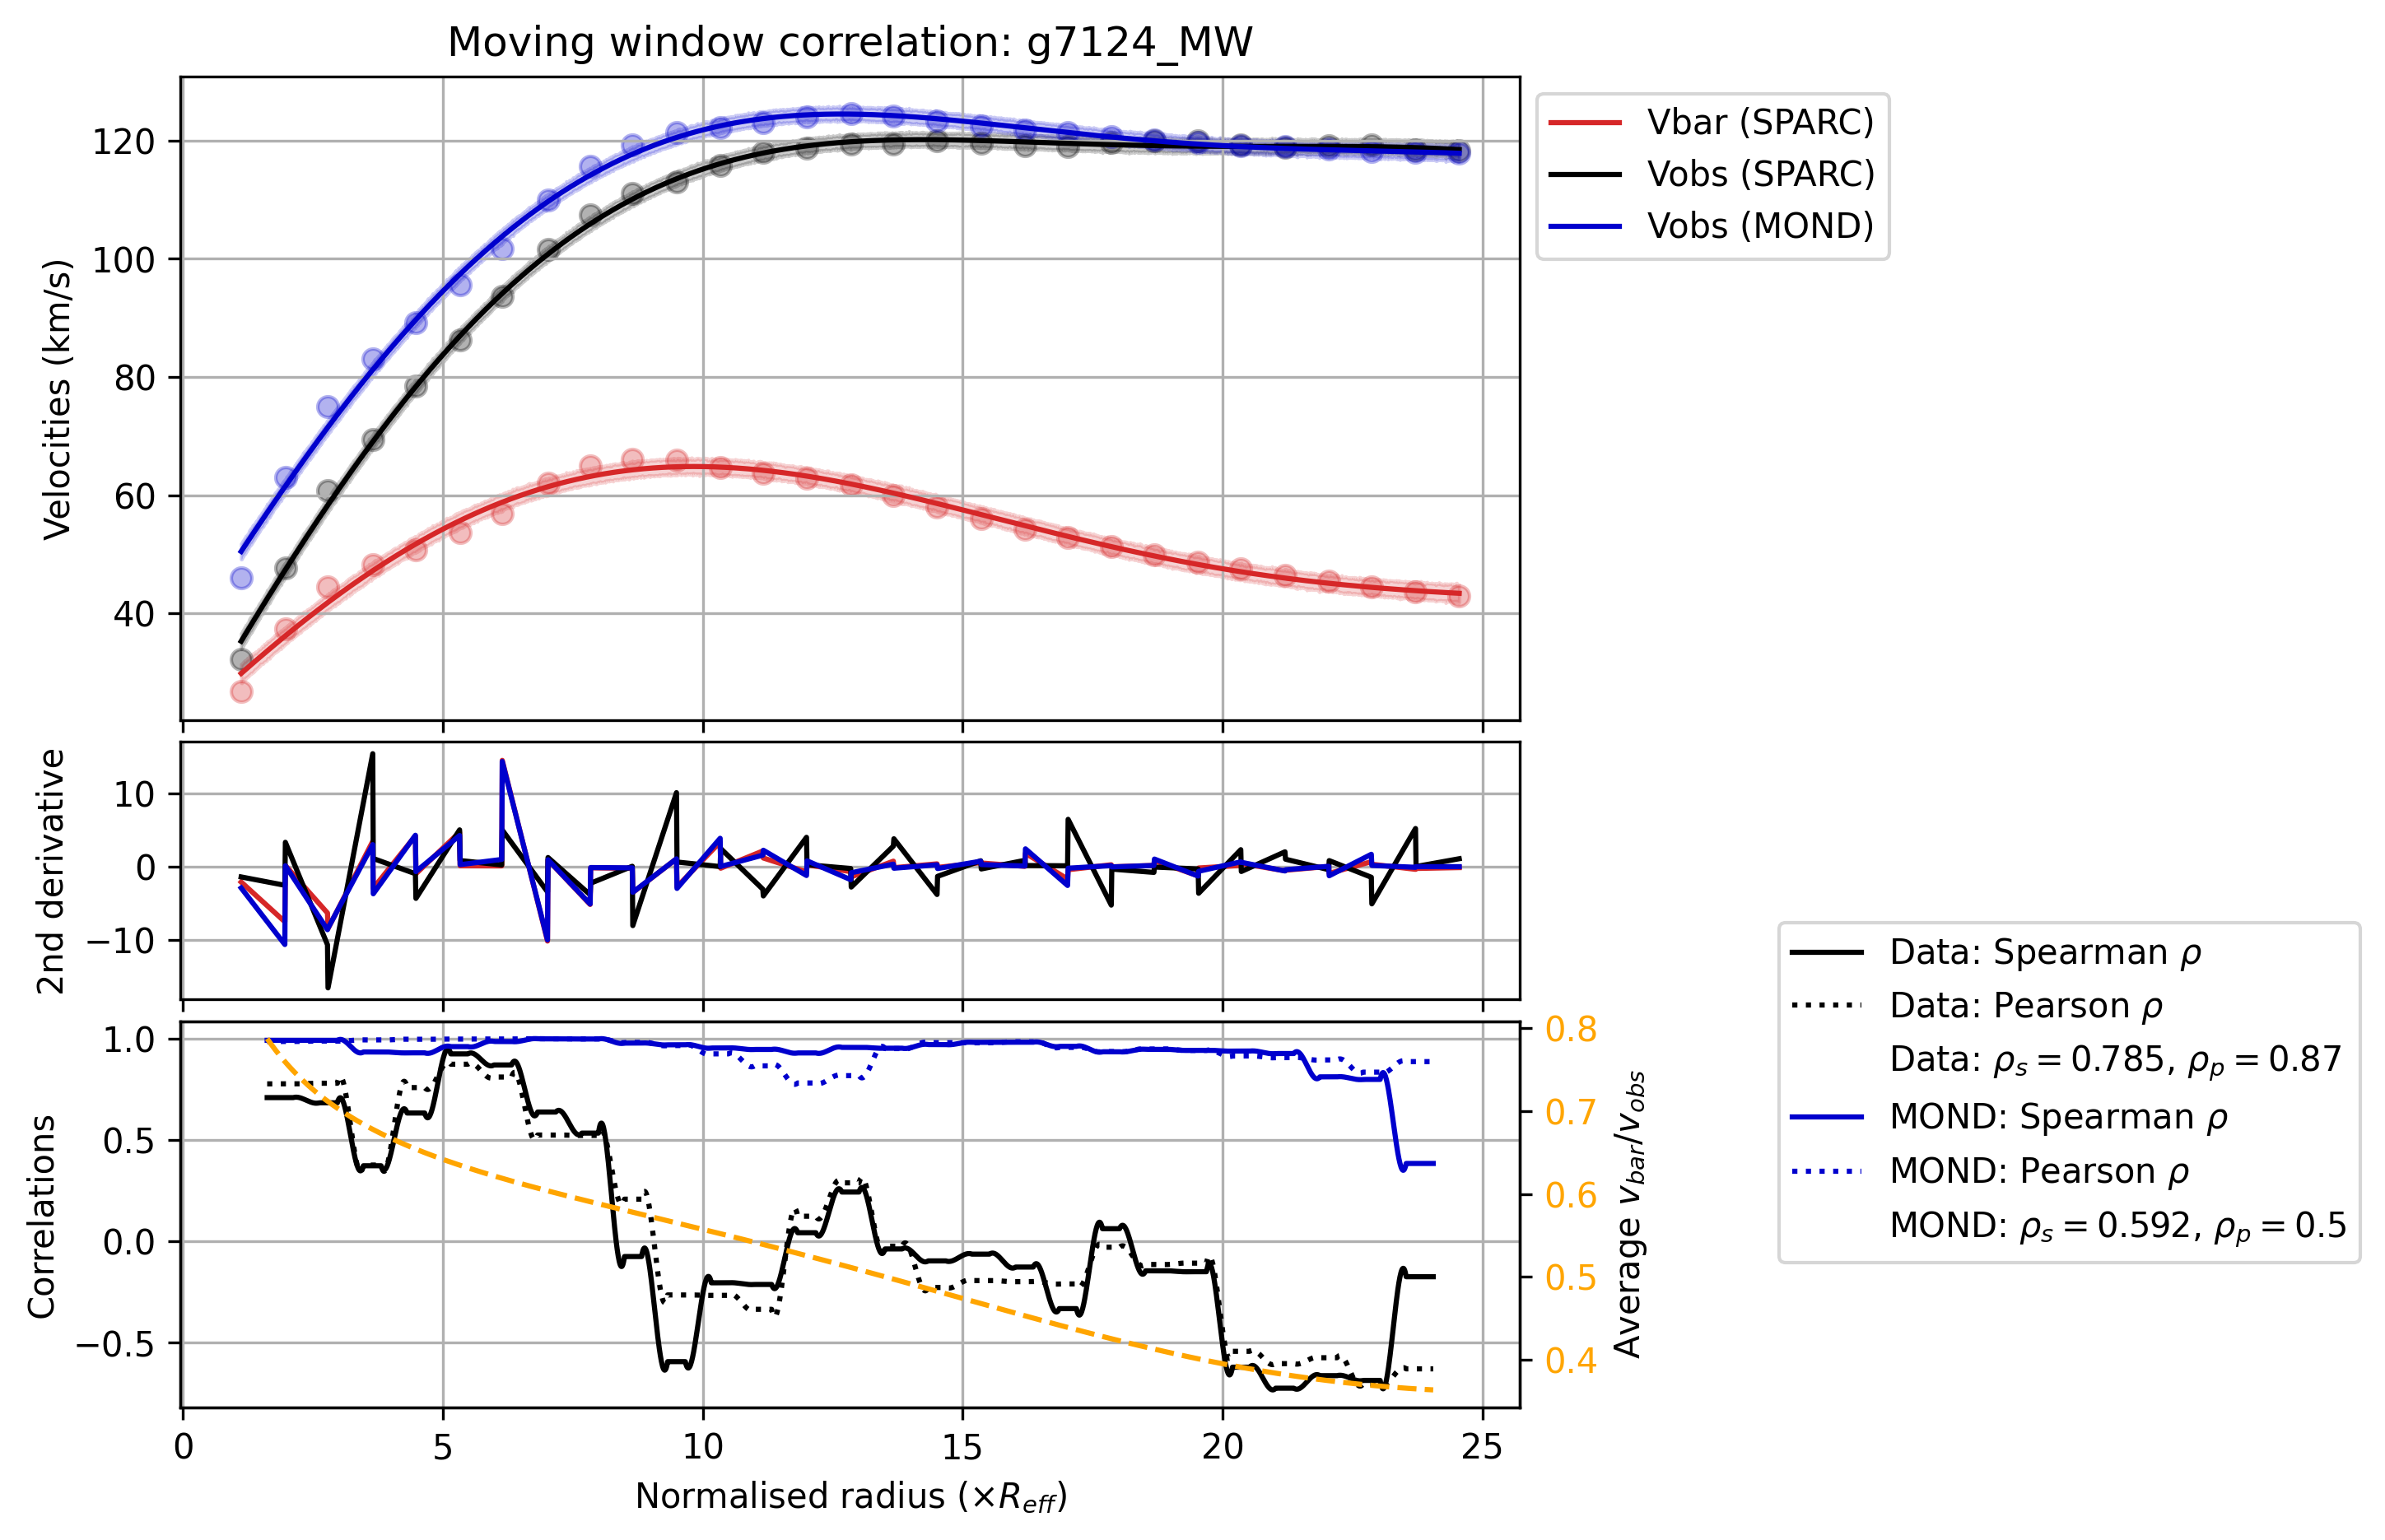 Moving window correlation: g7124_MW
Velocities (km/s)
120
100
80
60
40
Vbar (SPARC)
Vobs (SPARC)
Vobs (MOND)
2nd derivative
10
0
−10
Correlations
1.0
0.5
0.0
−0.5
0.8
0.7
0.6
0.5
0.4
Average v_bar/v_obs
Data: Spearman ρ
Data: Pearson ρ
Data: ρ_s = 0.785, ρ_p = 0.87
MOND: Spearman ρ
MOND: Pearson ρ
MOND: ρ_s = 0.592, ρ_p = 0.5
0 5 10 15 20 25
Normalised radius (×R_eff)